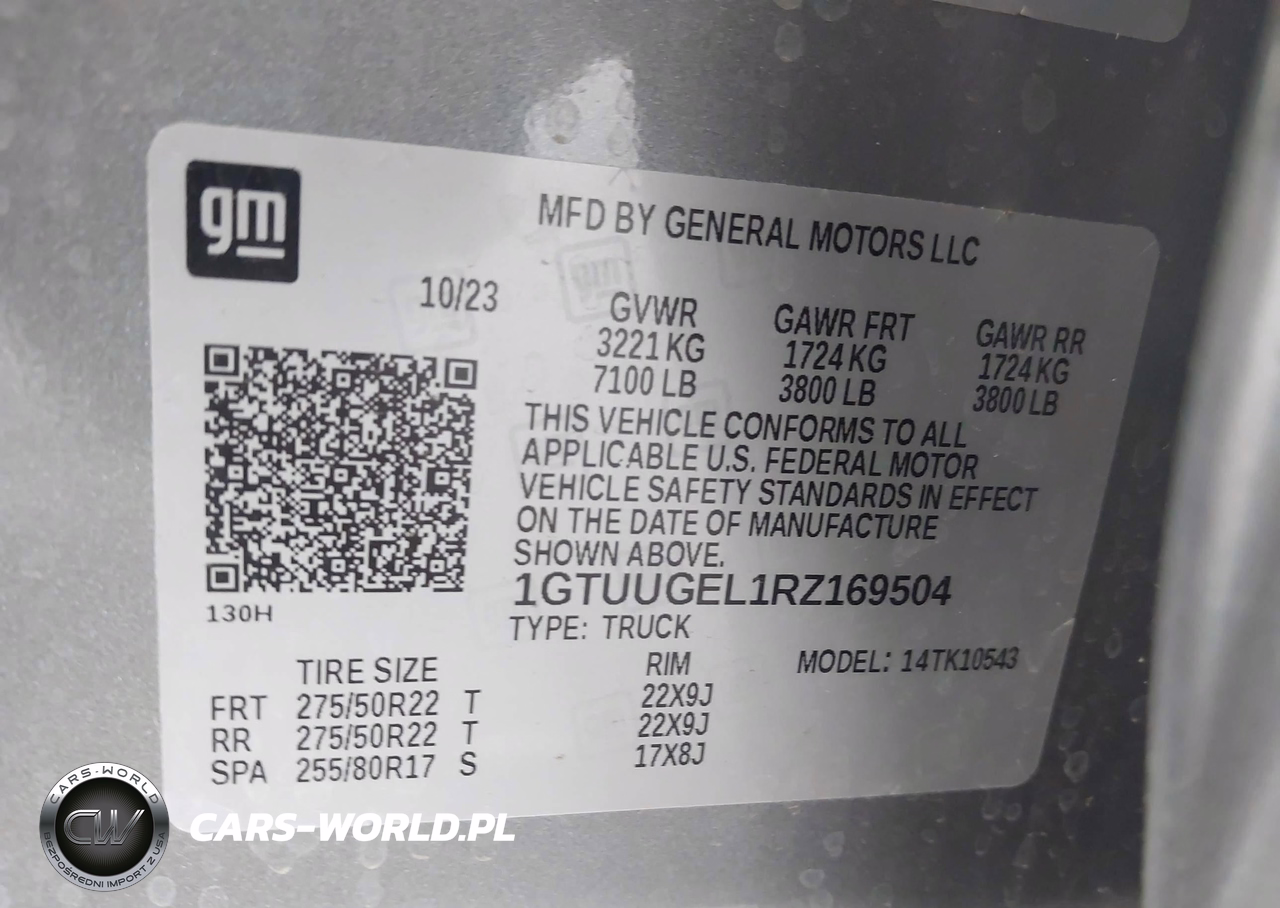 gm
MFD BY GENERAL MOTORS LLC
10/23
GVWR GAWR FRT GAWR RR
3221 KG 1724 KG 1724 KG
7100 LB 3800 LB 3800 LB
THIS VEHICLE CONFORMS TO ALL
APPLICABLE U.S. FEDERAL MOTOR
VEHICLE SAFETY STANDARDS IN EFFECT
ON THE DATE OF MANUFACTURE
SHOWN ABOVE.
1GTUUGEL1RZ169504
130H
TYPE: TRUCK
TIRE SIZE RIM MODEL: 14TK10543
FRT 275/50R22 T 22X9J
RR 275/50R22 T 22X9J
SPA 255/80R17 S 17X8J
CARS-WORLD
CW
BEZPOŚREDNI IMPORT Z USA
CARS-WORLD.PL